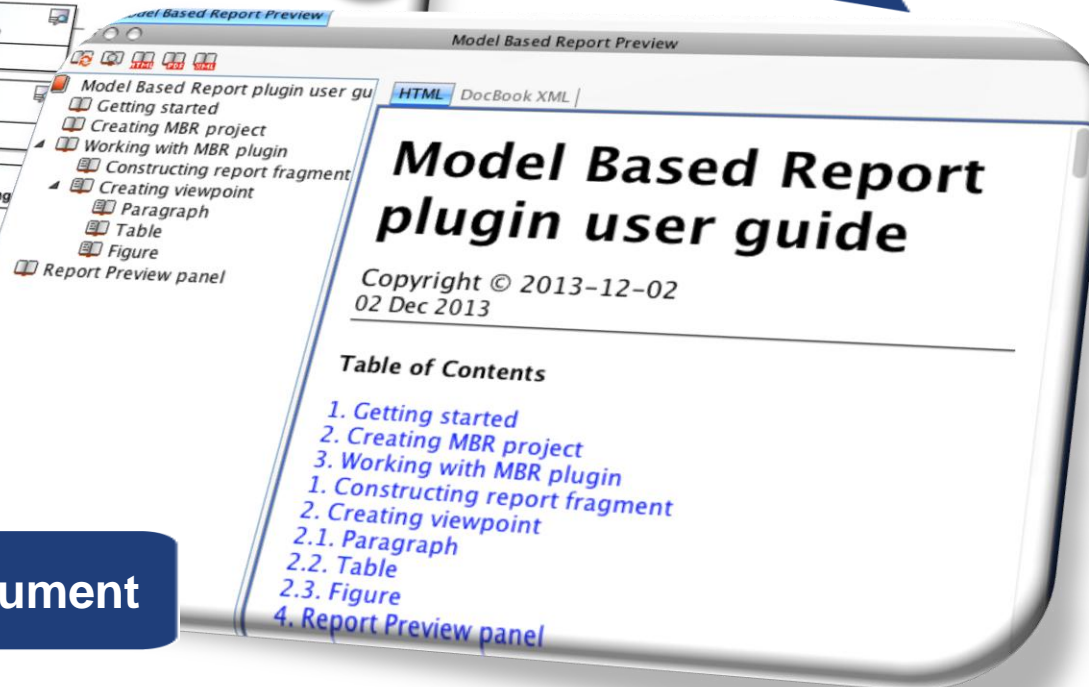 Model Based Report Preview
Model Based Report Preview
HTML
PDF
XML
Model Based Report plugin user gu
Getting started
Creating MBR project
Working with MBR plugin
Constructing report fragment
Creating viewpoint
Paragraph
Table
Figure
Report Preview panel
HTML DocBook XML
Model Based Report
plugin user guide
Copyright © 2013-12-02
02 Dec 2013
Table of Contents
1. Getting started
2. Creating MBR project
3. Working with MBR plugin
1. Constructing report fragment
2. Creating viewpoint
2.1. Paragraph
2.2. Table
2.3. Figure
4. Report Preview panel
ument